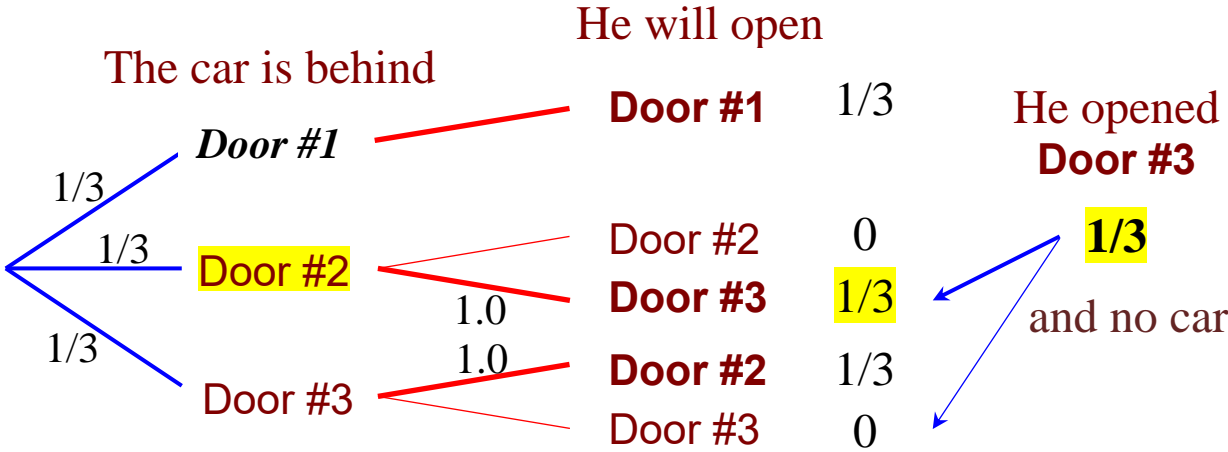 He will open
The car is behind
Door #1 1/3
He opened
Door #1
Door #3
1/3
1/3
Door #2 0
1/3
Door #2
Door #3 1/3
1.0
and no car
1/3
1.0
Door #2 1/3
Door #3
Door #3 0